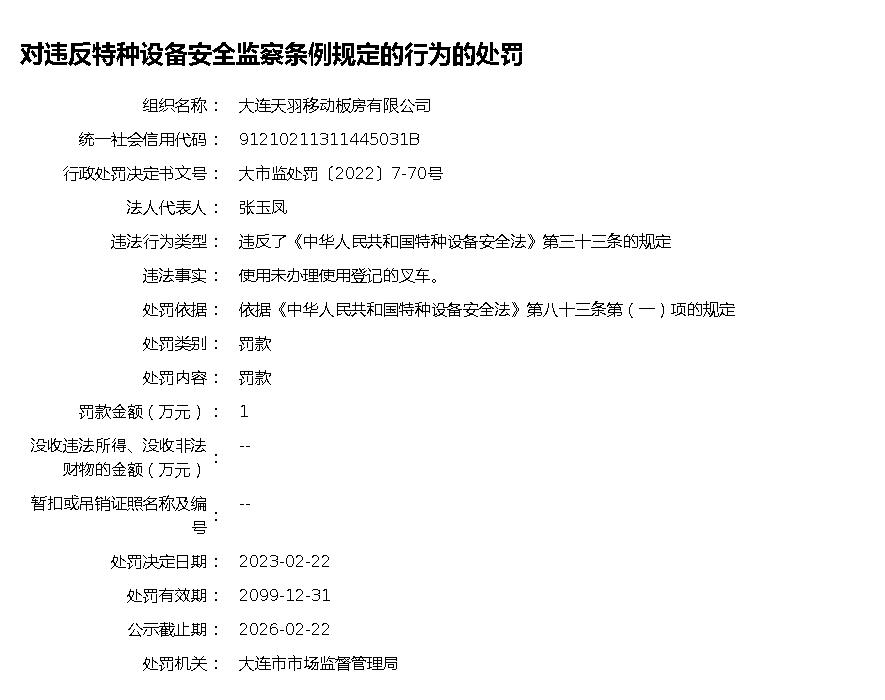 对违反特种设备安全监察条例规定的行为的处罚
组织名称： 大连天羽移动板房有限公司
统一社会信用代码： 91210211311445031B
行政处罚决定书文号： 大市监处罚〔2022〕7-70号
法人代表人： 张玉凤
违法行为类型： 违反了《中华人民共和国特种设备安全法》第三十三条的规定
违法事实： 使用未办理使用登记的叉车。
处罚依据： 依据《中华人民共和国特种设备安全法》第八十三条第（一）项的规定
处罚类别： 罚款
处罚内容： 罚款
罚款金额（万元）： 1
没收违法所得、没收非法
财物的金额（万元）： --
暂扣或吊销证照名称及编
号： --
处罚决定日期： 2023-02-22
处罚有效期： 2099-12-31
公示截止期： 2026-02-22
处罚机关： 大连市市场监督管理局